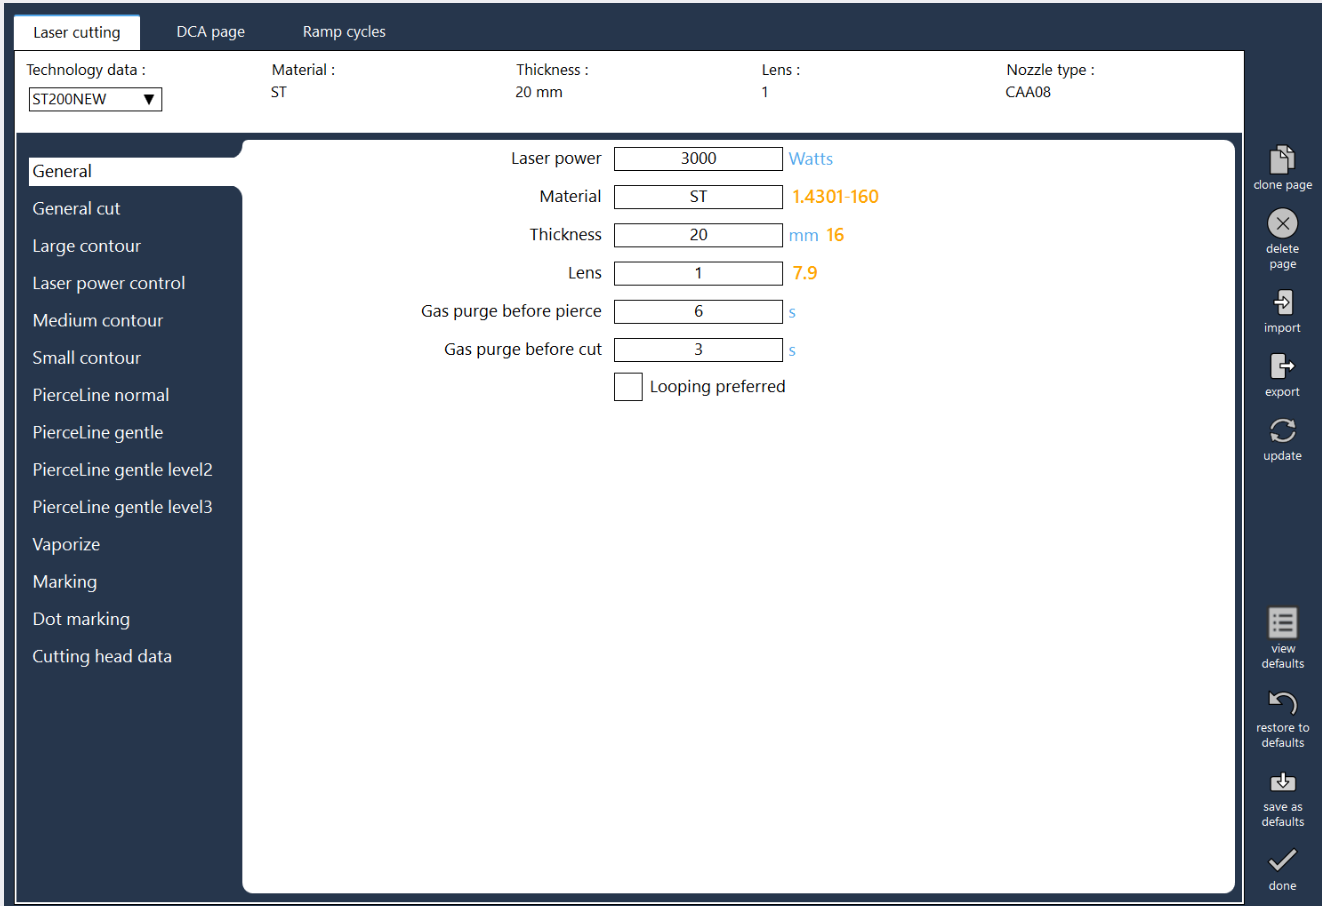 Laser cutting DCA page Ramp cycles
Technology data : Material : Thickness : Lens : Nozzle type :
ST200NEW ST 20 mm 1 CAA08
General
General cut
Large contour
Laser power control
Medium contour
Small contour
PierceLine normal
PierceLine gentle
PierceLine gentle level2
PierceLine gentle level3
Vaporize
Marking
Dot marking
Cutting head data
Laser power 3000 Watts
Material ST 1.4301-160
Thickness 20 mm 16
Lens 1 7.9
Gas purge before pierce 6 s
Gas purge before cut 3 s
Looping preferred
clone page
delete
page
import
export
update
view
defaults
restore to
defaults
save as
defaults
done